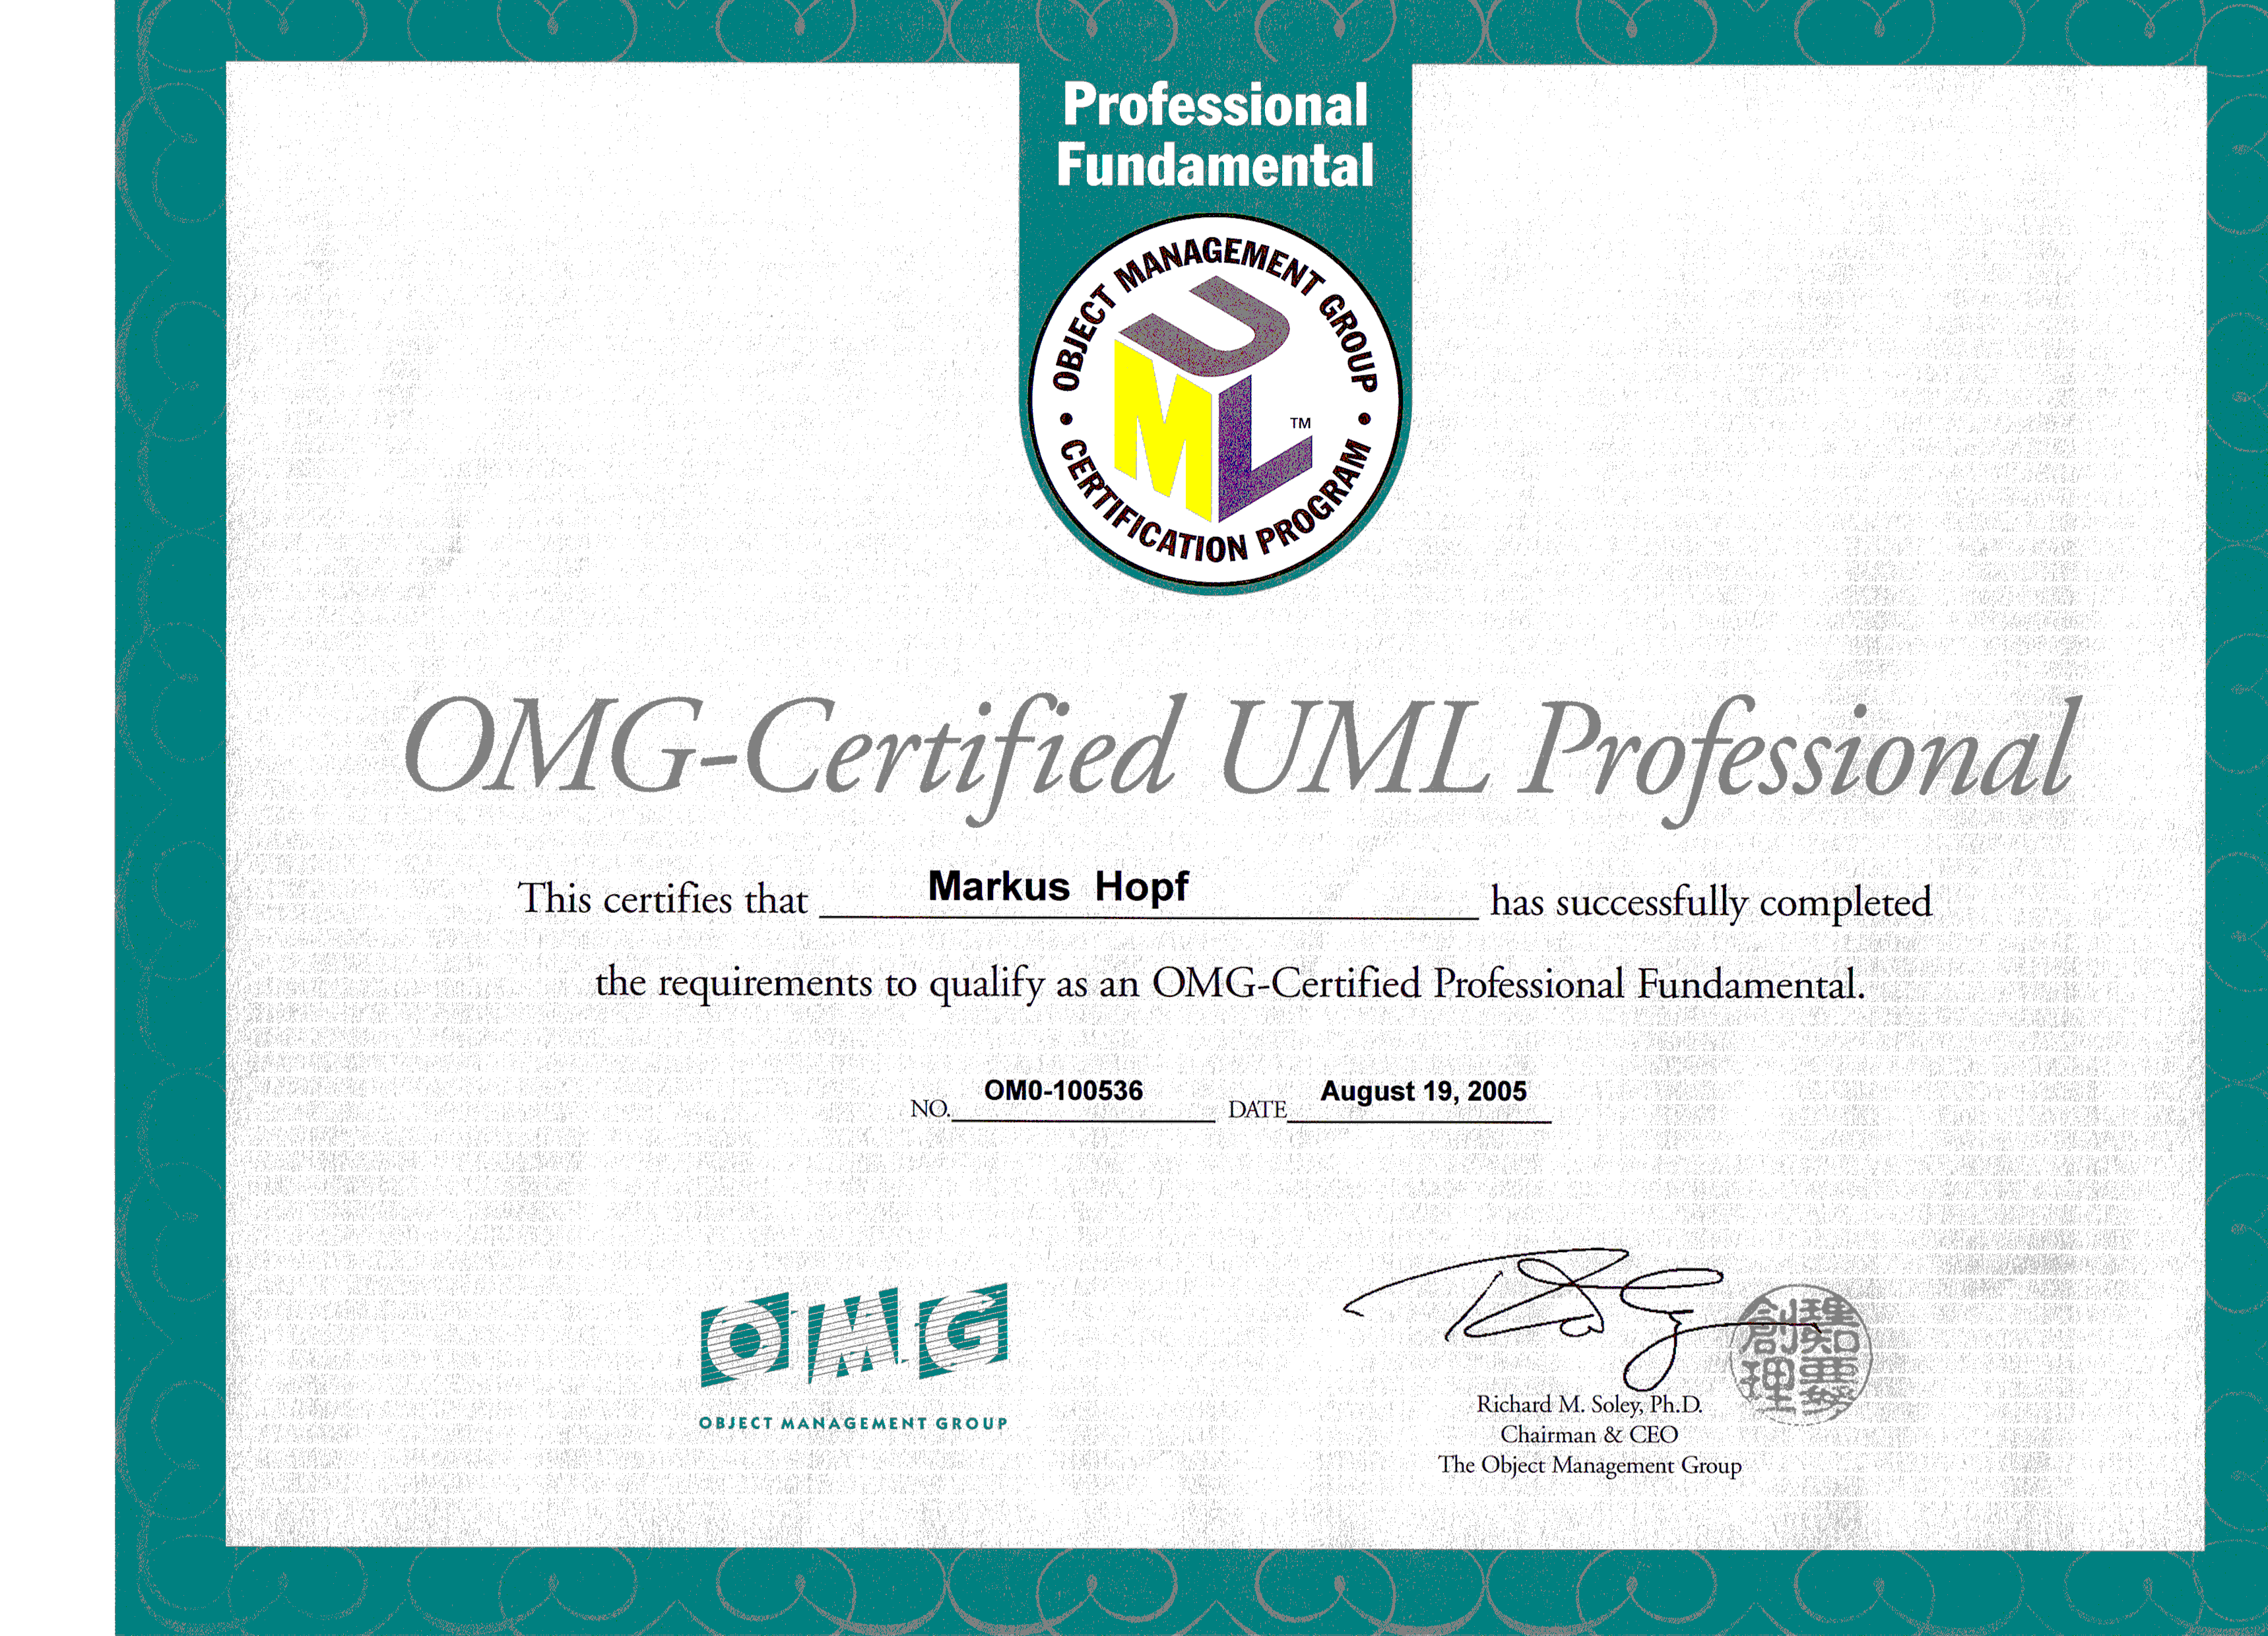 Professional
Fundamental
OBJECT MANAGEMENT GROUP
UML
TM
CERTIFICATION PROGRAM
OMG-Certified UML Professional
This certifies that Markus Hopf has successfully completed
the requirements to qualify as an OMG-Certified Professional Fundamental.
NO. OM0-100536 DATE August 19, 2005
OMG
OBJECT MANAGEMENT GROUP
Richard M. Soley, Ph.D.
Chairman & CEO
The Object Management Group